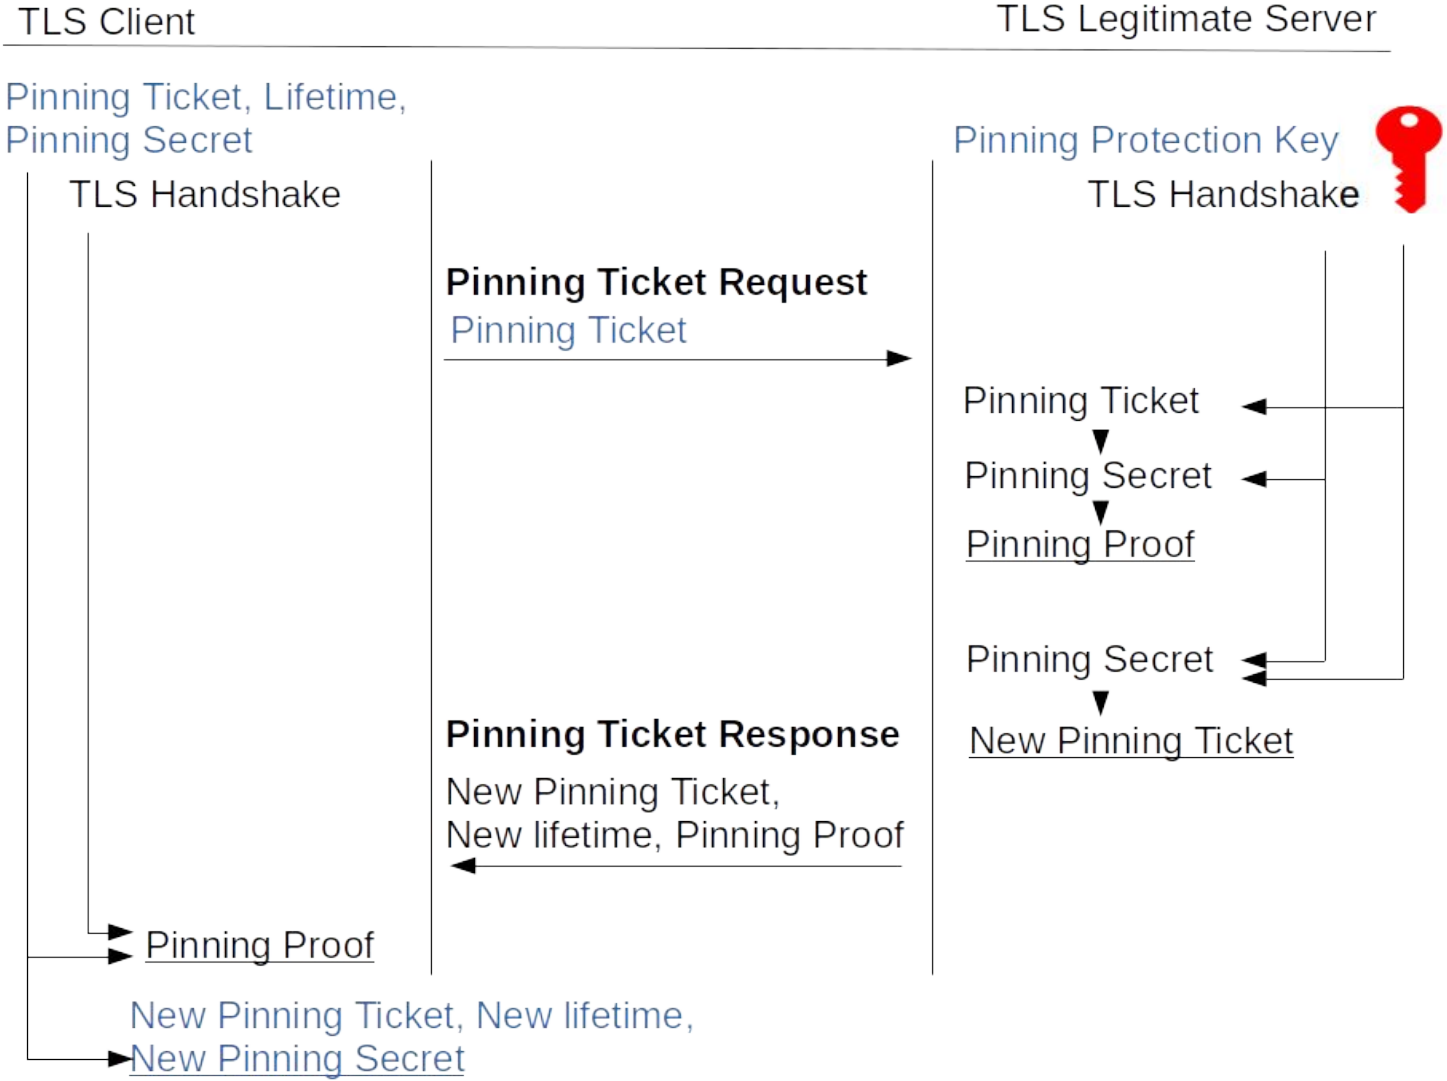 TLS Client
TLS Legitimate Server
Pinning Ticket, Lifetime,
Pinning Secret
Pinning Protection Key
TLS Handshake
TLS Handshake
Pinning Ticket Request
Pinning Ticket
Pinning Ticket
Pinning Secret
Pinning Proof
Pinning Secret
New Pinning Ticket
Pinning Ticket Response
New Pinning Ticket,
New lifetime, Pinning Proof
Pinning Proof
New Pinning Ticket, New lifetime,
New Pinning Secret